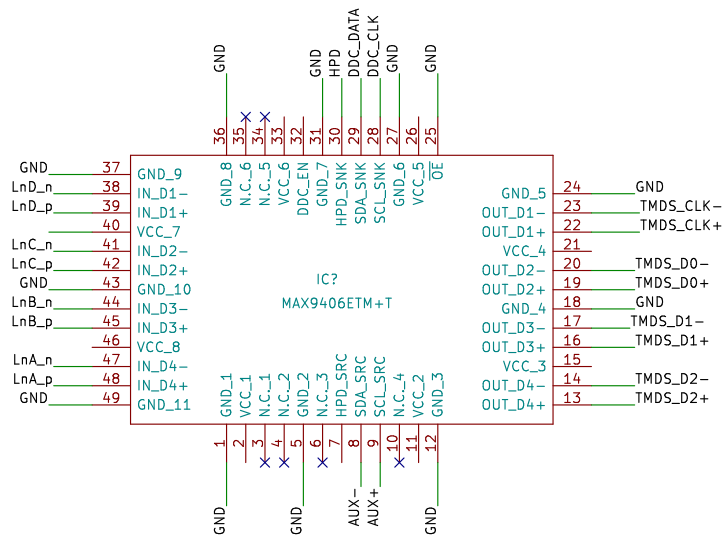 GND
GND
HPD
DDC_DATA
DDC_CLK
GND
GND
36
35
34
33
32
31
30
29
28
27
26
25
GND_8
N.C._6
N.C._5
VCC_6
DDC_EN
GND_7
HPD_SNK
SDA_SNK
SCL_SNK
GND_6
VCC_5
OE
GND 37 GND_9
LnD_n 38 IN_D1-
LnD_p 39 IN_D1+
40 VCC_7
LnC_n 41 IN_D2-
LnC_p 42 IN_D2+
GND 43 GND_10
LnB_n 44 IN_D3-
LnB_p 45 IN_D3+
46 VCC_8
LnA_n 47 IN_D4-
LnA_p 48 IN_D4+
GND 49 GND_11
IC?
MAX9406ETM+T
GND_5 24 GND
OUT_D1- 23 TMDS_CLK-
OUT_D1+ 22 TMDS_CLK+
VCC_4 21
OUT_D2- 20 TMDS_D0-
OUT_D2+ 19 TMDS_D0+
GND_4 18 GND
OUT_D3- 17 TMDS_D1-
OUT_D3+ 16 TMDS_D1+
VCC_3 15
OUT_D4- 14 TMDS_D2-
OUT_D4+ 13 TMDS_D2+
GND_1
VCC_1
N.C._1
N.C._2
GND_2
N.C._3
HPD_SRC
SDA_SRC
SCL_SRC
N.C._4
VCC_2
GND_3
1
2
3
4
5
6
7
8
9
10
11
12
GND
GND
AUX-
AUX+
GND